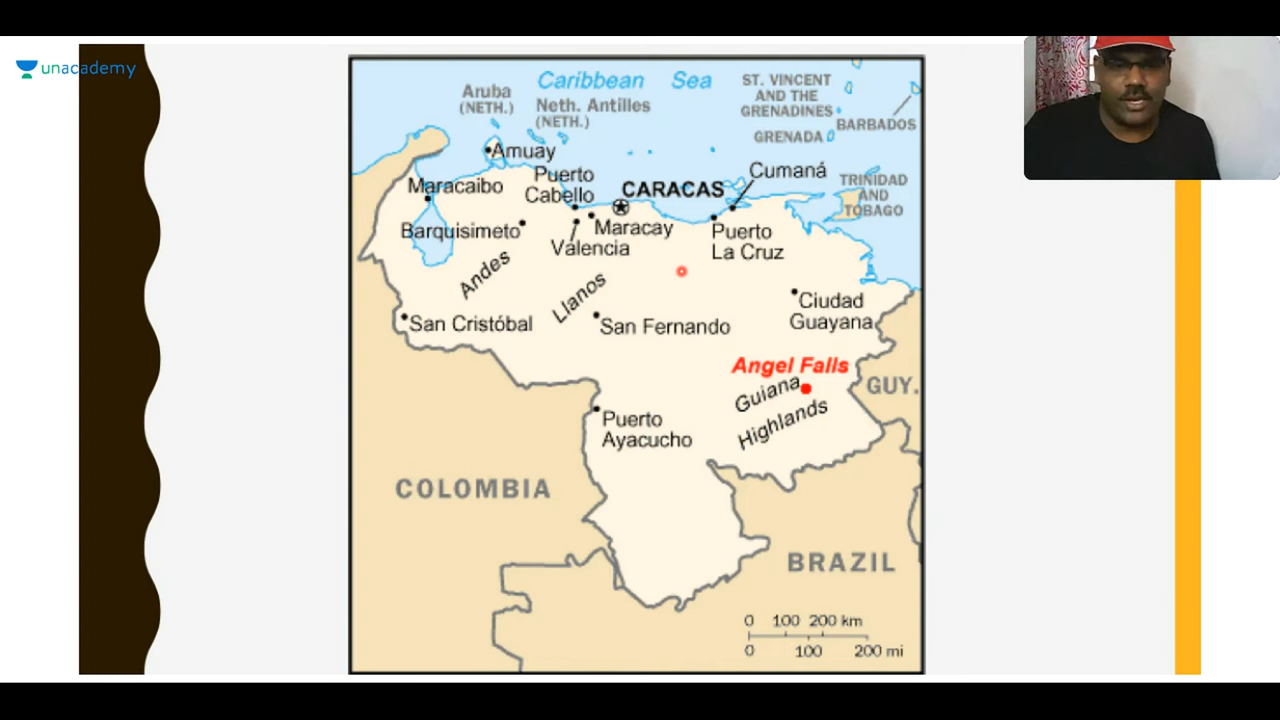 unacademy
Caribbean Sea
Aruba
(NETH.)
Neth. Antilles
(NETH.)
ST. VINCENT
AND THE
GRENADINES
GRENADA
BARBADOS
Amuay
Maracaibo
Puerto
Cabello
CARACAS
Cumaná
TRINIDAD
AND
TOBAGO
Barquisimeto
Valencia
Maracay
Puerto
La Cruz
Andes
Llanos
San Cristóbal
San Fernando
Ciudad
Guayana
Angel Falls
Guiana
Highlands
GUY.
Puerto
Ayacucho
COLOMBIA
BRAZIL
0 100 200 km
0 100 200 mi